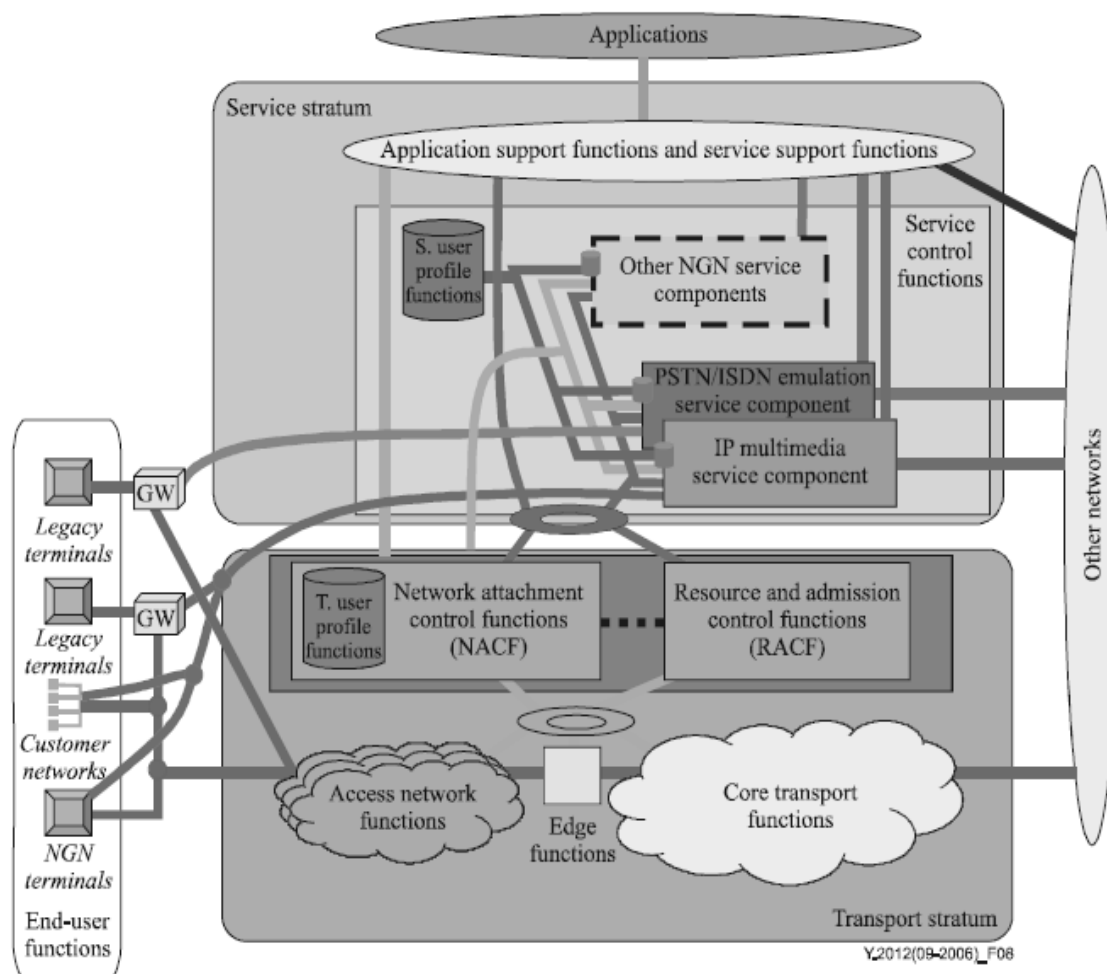 Applications
Service stratum
Application support functions and service support functions
S. user
profile
functions
Other NGN service
components
Service
control
functions
PSTN/ISDN emulation
service component
IP multimedia
service component
GW
Legacy
terminals
GW
Legacy
terminals
Customer
networks
NGN
terminals
End-user
functions
Other networks
T. user
profile
functions
Network attachment
control functions
(NACF)
Resource and admission
control functions
(RACF)
Access network
functions
Edge
functions
Core transport
functions
Transport stratum
Y.2012(09-2006)_F08